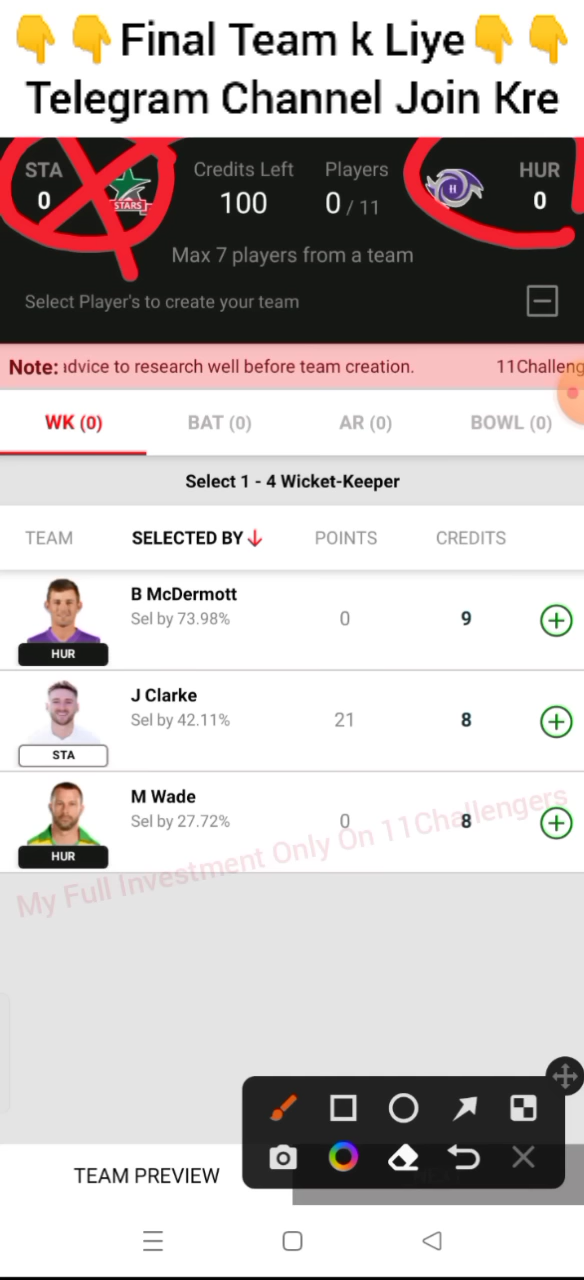 👇👇Final Team k Liye👇👇
Telegram Channel Join Kre
STA
0
STARS
Credits Left
100
Players
0 / 11
H
HUR
0
Max 7 players from a team
Select Player's to create your team
Note: advice to research well before team creation. 11Challeng
WK (0) BAT (0) AR (0) BOWL (0)
Select 1 - 4 Wicket-Keeper
TEAM SELECTED BY POINTS CREDITS
B McDermott
Sel by 73.98% 0 9
HUR
J Clarke
Sel by 42.11% 21 8
STA
M Wade
Sel by 27.72% 0 8
HUR
My Full Investment Only On 11Challengers
TEAM PREVIEW